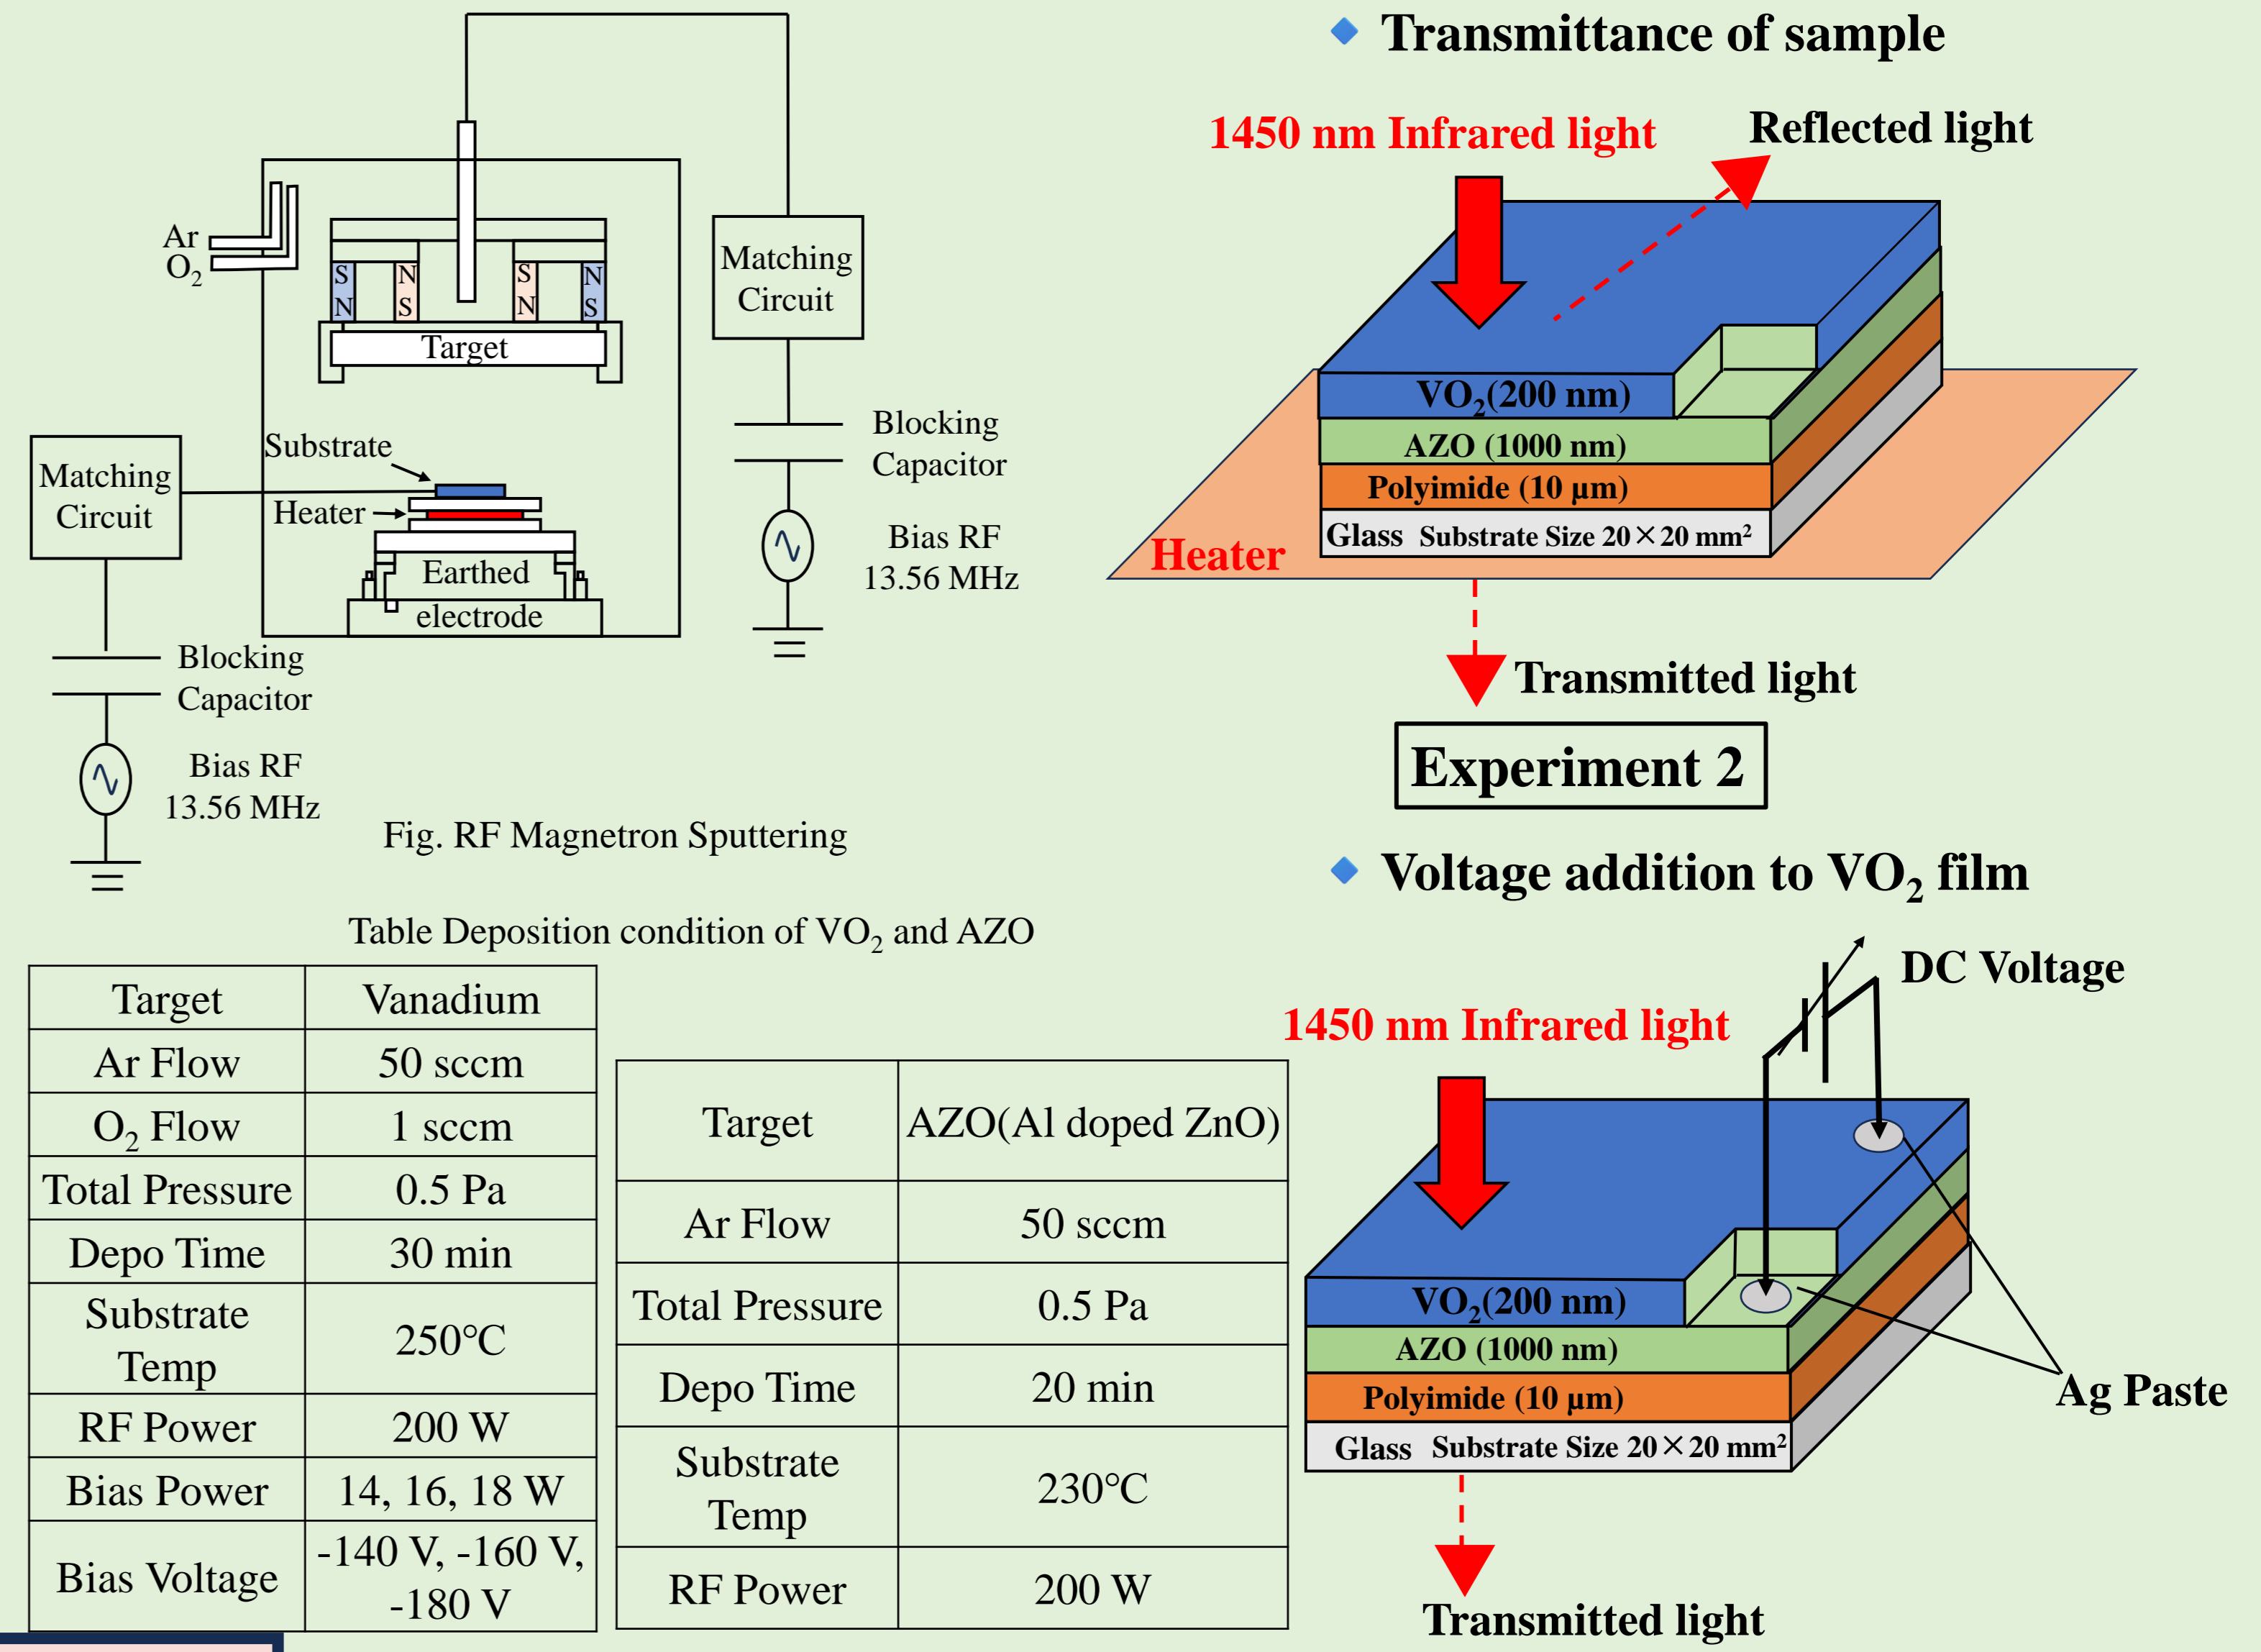 Ar
O₂
S
N
N
S
S
N
N
S
Target
Matching
Circuit
Blocking
Capacitor
Bias RF
13.56 MHz
Substrate
Heater
Matching
Circuit
Earthed
electrode
Blocking
Capacitor
Bias RF
13.56 MHz
Fig. RF Magnetron Sputtering
Table Deposition condition of VO₂ and AZO
Target Vanadium
Ar Flow 50 sccm
O₂ Flow 1 sccm
Total Pressure 0.5 Pa
Depo Time 30 min
Substrate
Temp
250℃
RF Power 200 W
Bias Power 14, 16, 18 W
Bias Voltage
-140 V, -160 V,
-180 V
Target AZO(Al doped ZnO)
Ar Flow 50 sccm
Total Pressure 0.5 Pa
Depo Time 20 min
Substrate
Temp
230℃
RF Power 200 W
Transmittance of sample
1450 nm Infrared light
Reflected light
VO₂(200 nm)
AZO (1000 nm)
Polyimide (10 μm)
Glass Substrate Size 20×20 mm²
Heater
Transmitted light
Experiment 2
Voltage addition to VO₂ film
DC Voltage
1450 nm Infrared light
VO₂(200 nm)
AZO (1000 nm)
Polyimide (10 μm)
Glass Substrate Size 20×20 mm²
Ag Paste
Transmitted light